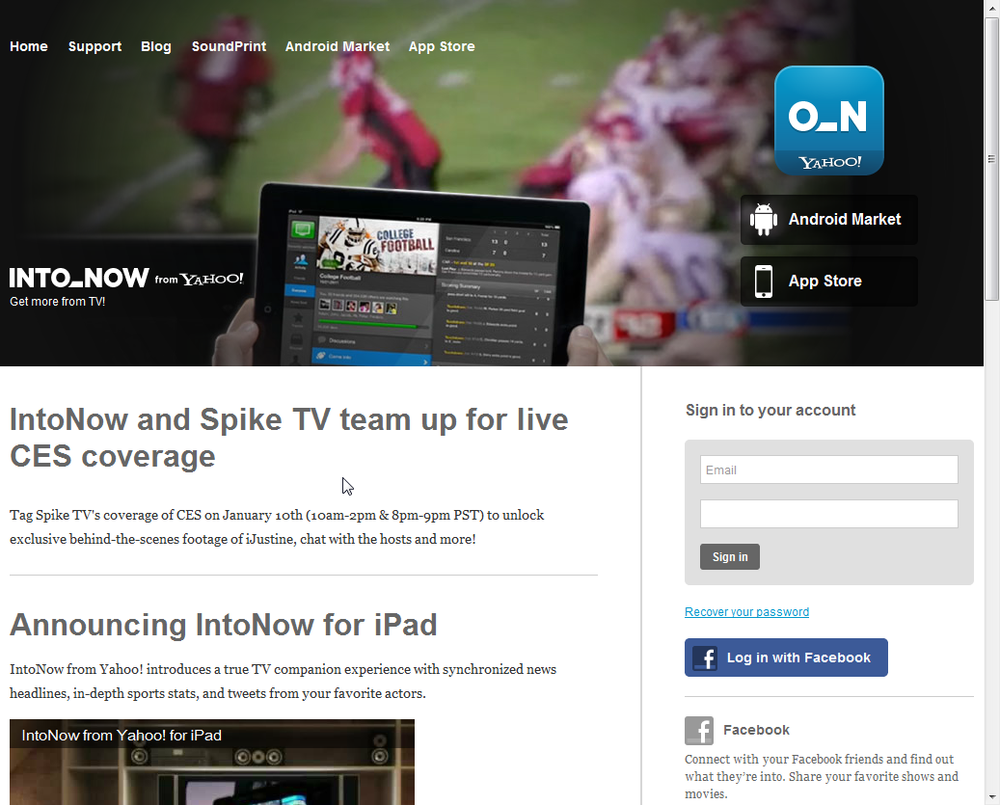 Home Support Blog SoundPrint Android Market App Store
O_N
YAHOO!
Android Market
App Store
COLLEGE
FOOTBALL
College Football
Scoring Summary
Discussions
INTO_NOW from YAHOO!
Get more from TV!
IntoNow and Spike TV team up for live
CES coverage
Tag Spike TV's coverage of CES on January 10th (10am-2pm & 8pm-9pm PST) to unlock
exclusive behind-the-scenes footage of iJustine, chat with the hosts and more!
Announcing IntoNow for iPad
IntoNow from Yahoo! introduces a true TV companion experience with synchronized news
headlines, in-depth sports stats, and tweets from your favorite actors.
IntoNow from Yahoo! for iPad
Sign in to your account
Email
Sign in
Recover your password
Log in with Facebook
Facebook
Connect with your Facebook friends and find out
what they're into. Share your favorite shows and
movies.